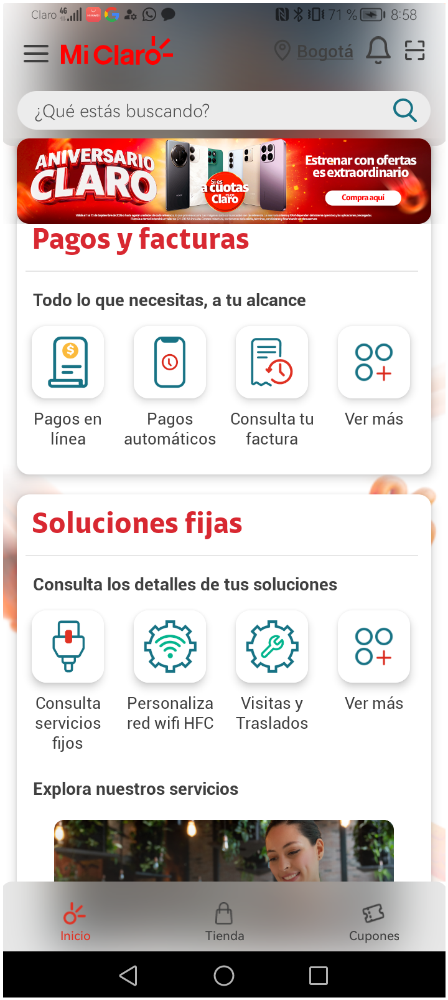 Claro 4G 71 % 8:58
Mi Claro
Bogotá
¿Qué estás buscando?
ANIVERSARIO
CLARO
Si es
a cuotas
es en
Claro
Estrenar con ofertas
es extraordinario
Compra aquí
Pagos y facturas
Todo lo que necesitas, a tu alcance
Pagos en
línea
Pagos
automáticos
Consulta tu
factura
Ver más
Soluciones fijas
Consulta los detalles de tus soluciones
Consulta
servicios
fijos
Personaliza
red wifi HFC
Visitas y
Traslados
Ver más
Explora nuestros servicios
Inicio
Tienda
Cupones